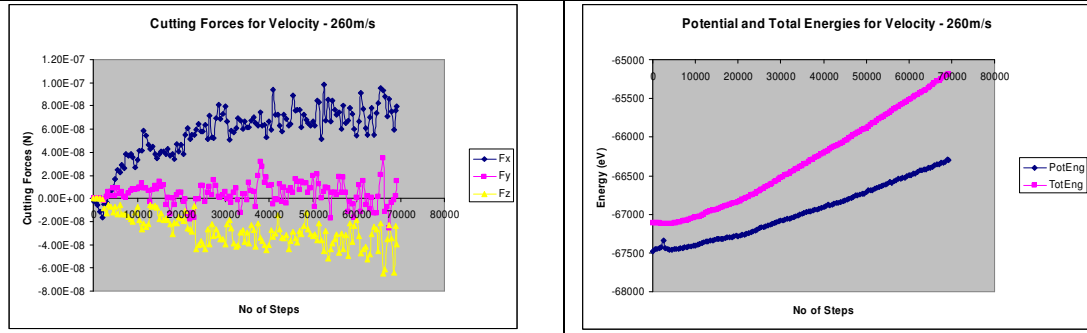 Cutting Forces for Velocity - 260m/s
1.20E-07
1.00E-07
8.00E-08
6.00E-08
4.00E-08
2.00E-08
0.00E+00
-2.00E-08
-4.00E-08
-6.00E-08
-8.00E-08
0 10000 20000 30000 40000 50000 60000 70000 80000
Cutting Forces (N)
No of Steps
Fx
Fy
Fz
Potential and Total Energies for Velocity - 260m/s
-65000
-65500
-66000
-66500
-67000
-67500
-68000
0 10000 20000 30000 40000 50000 60000 70000 80000
Energy (eV)
No of Steps
PotEng
TotEng